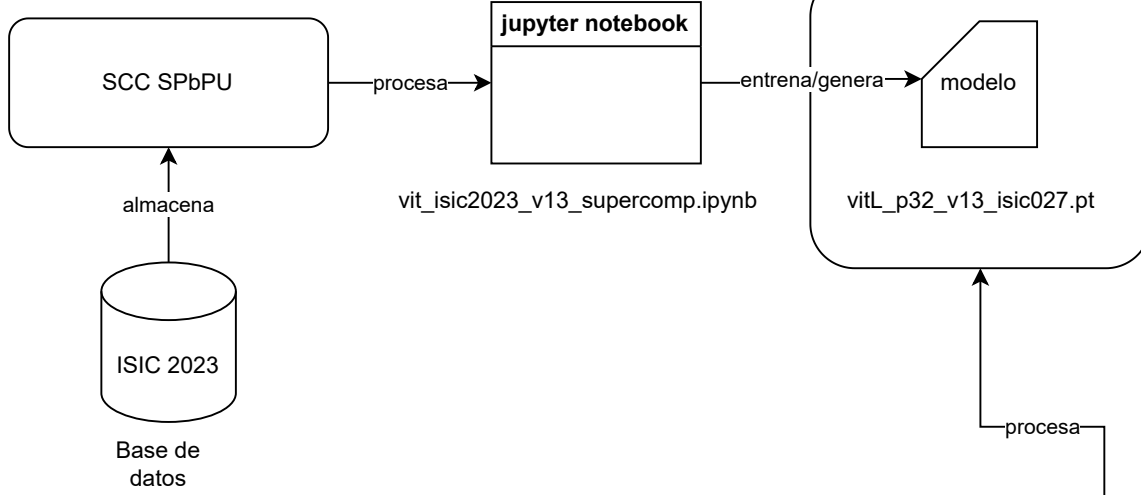 jupyter notebook
SCC SPbPU
procesa
entrena/genera
modelo
vit_isic2023_v13_supercomp.ipynb
vitL_p32_v13_isic027.pt
almacena
ISIC 2023
procesa
Base de
datos